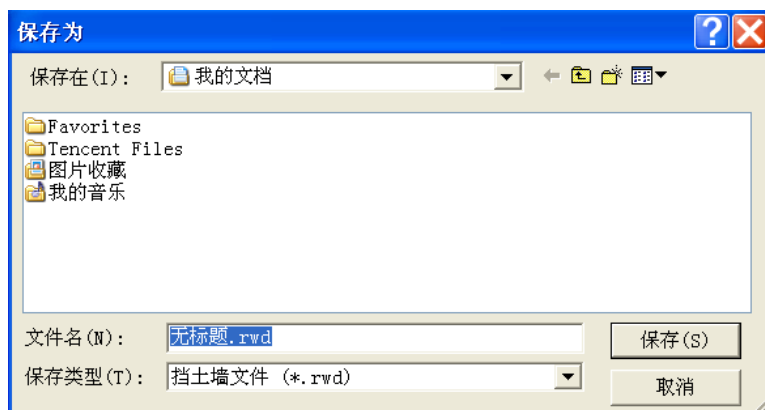 保存为
保存在(I): 我的文档
Favorites
Tencent Files
图片收藏
我的音乐
文件名(N): 无标题.rwd 保存(S)
保存类型(T): 挡土墙文件 (*.rwd) 取消